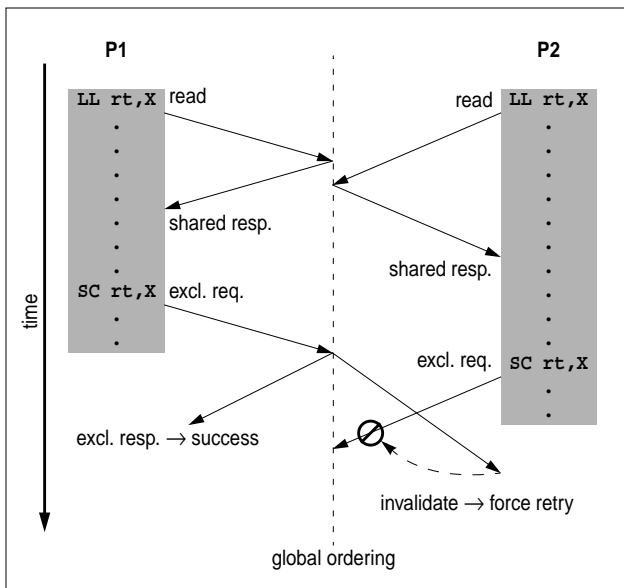 P1 P2
LL rt,X read read LL rt,X
shared resp.
shared resp.
SC rt,X excl. req.
time
excl. req. SC rt,X
excl. resp. → success
invalidate → force retry
global ordering